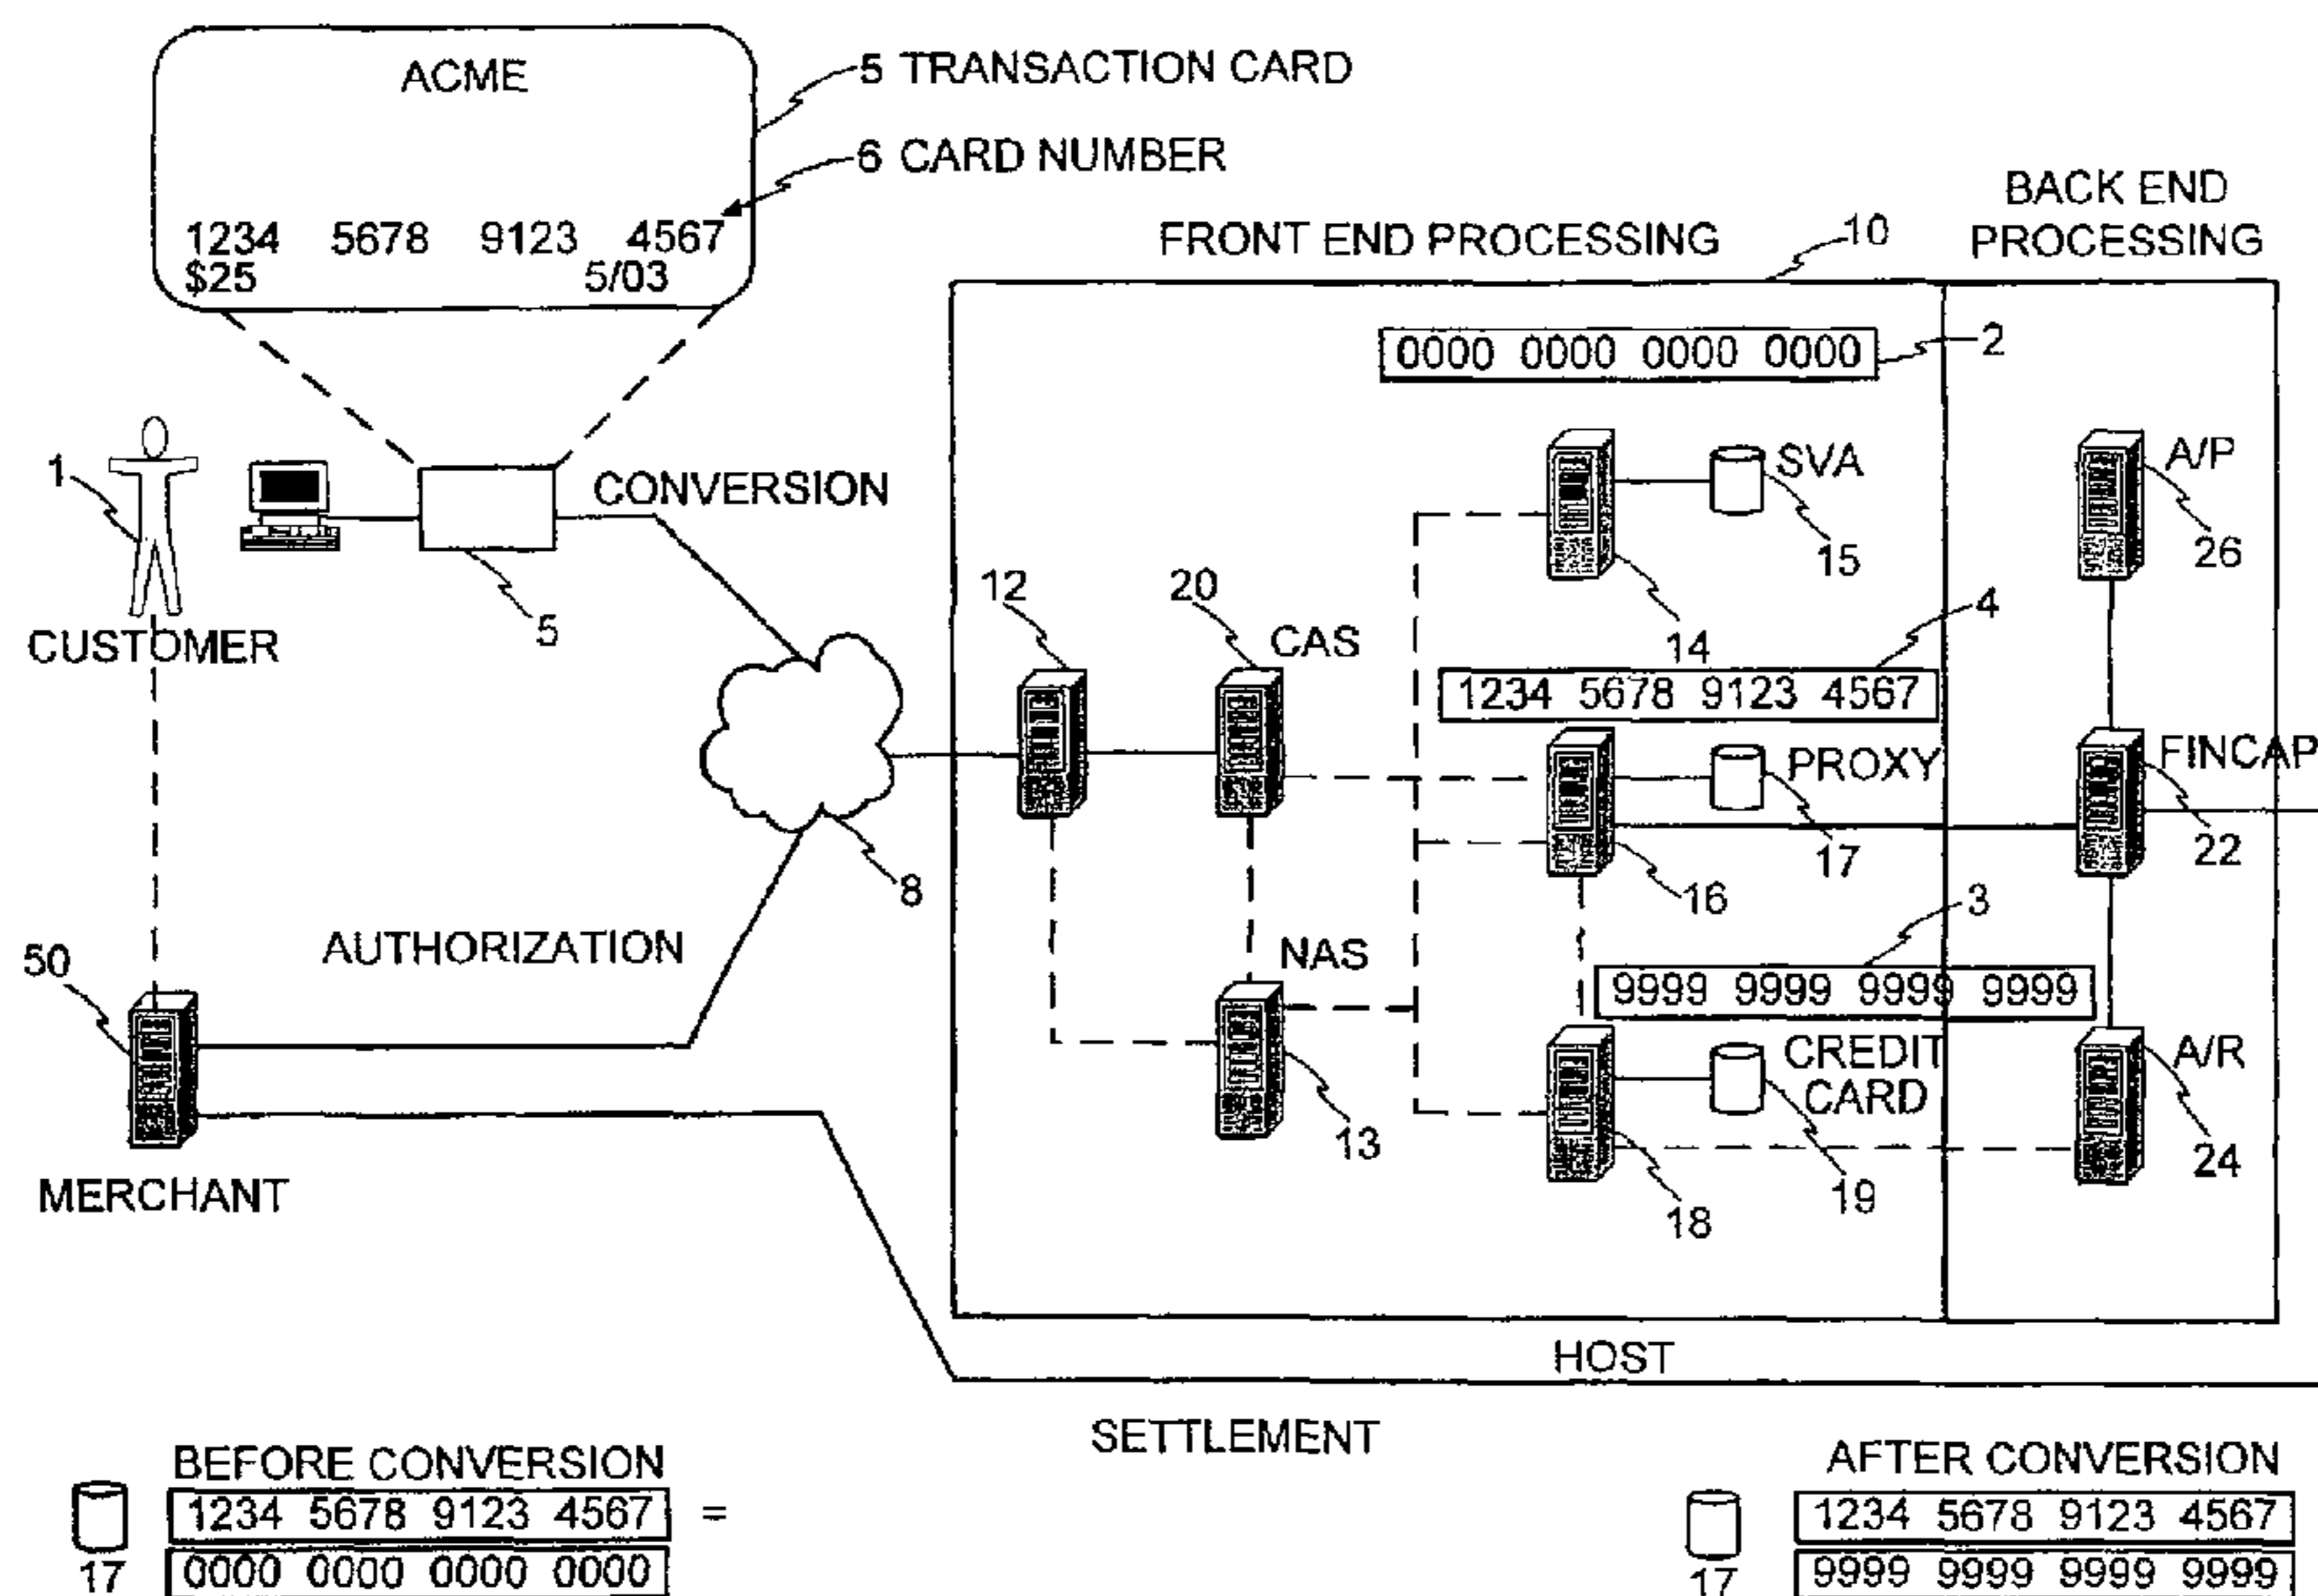 ACME
1234 5678 9123 4567
$25 5/03
5 TRANSACTION CARD
6 CARD NUMBER
FRONT END PROCESSING
10
BACK END
PROCESSING
0000 0000 0000 0000
2
1
CUSTOMER
CONVERSION
5
SVA
15
14
A/P
26
12
20
CAS
4
1234 5678 9123 4567
PROXY
17
16
FINCAP
22
8
AUTHORIZATION
NAS
13
3
9999 9999 9999 9999
50
MERCHANT
CREDIT
CARD
19
18
A/R
24
HOST
SETTLEMENT
BEFORE CONVERSION
1234 5678 9123 4567 =
0000 0000 0000 0000
17
AFTER CONVERSION
1234 5678 9123 4567
9999 9999 9999 9999
17